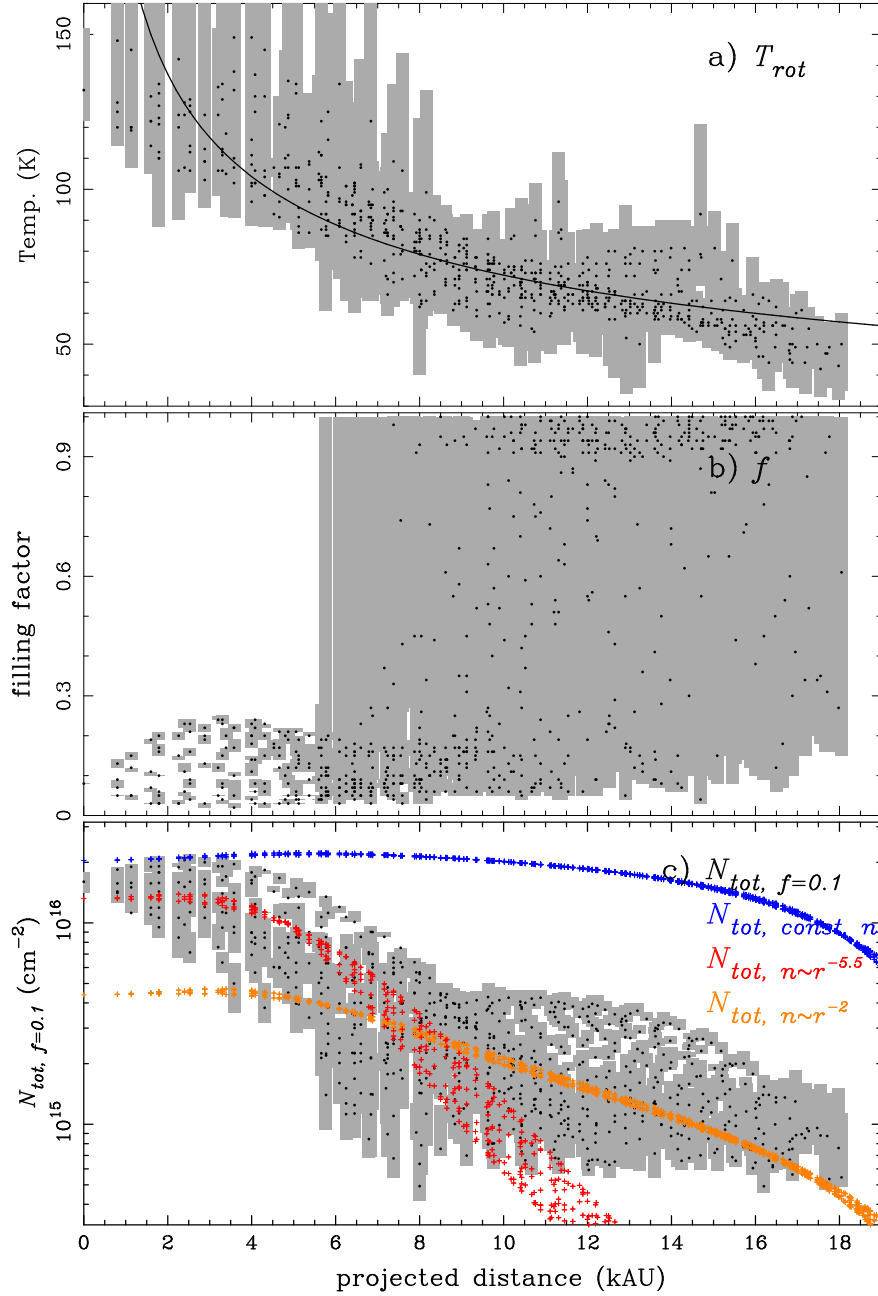 150
100
50
Temp. (K)
a) T_rot
0.9
0.6
0.3
0
filling factor
b) f
10^16
10^15
N_tot, f=0.1 (cm^−2)
c) N_tot, f=0.1
N_tot, const n
N_tot, n~r^−5.5
N_tot, n~r^−2
0 2 4 6 8 10 12 14 16 18
projected distance (kAU)